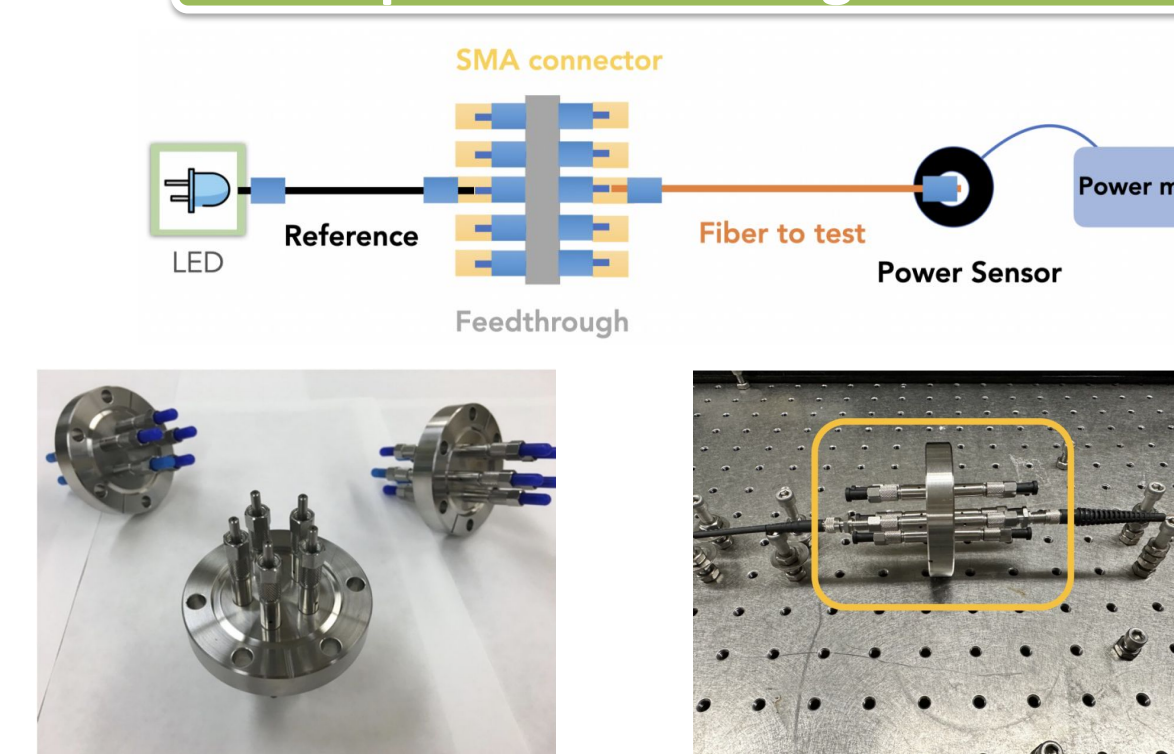 SMA connector
Reference
Fiber to test
LED
Power Sensor
Feedthrough